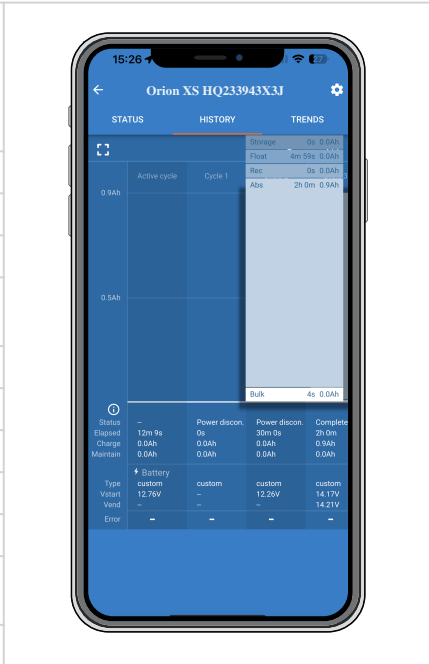 15:26
27
Orion XS HQ233943X3J
STATUS HISTORY TRENDS
Storage 0s 0.0Ah
Float 4m 59s 0.0Ah
Active cycle Cycle 1 Rec 0s 0.0Ah
0.9Ah Abs 2h 0m 0.9Ah
0.5Ah
Bulk 4s 0.0Ah
Status – Power discon. Power discon. Complete
Elapsed 12m 9s 0s 30m 0s 2h 0m
Charge 0.0Ah 0.0Ah 0.0Ah 0.9Ah
Maintain 0.0Ah 0.0Ah 0.0Ah 0.0Ah
Battery
Type custom custom custom custom
Vstart 12.76V – 12.26V 14.17V
Vend – – – 14.21V
Error – – – –